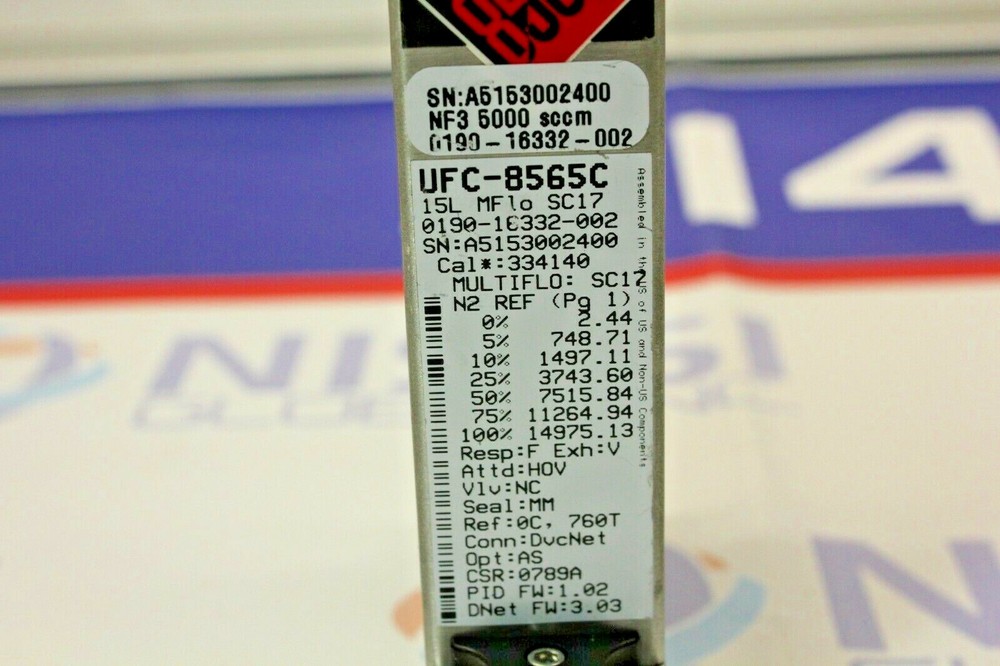 SN:A5153002400
NF3 5000 sccm
0190-16332-002
UFC-8565C
15L MFlo SC17
0190-16332-002
SN:A5153002400
Cal*:334140
MULTIFLO: SC17
N2 REF (Pg 1)
0% 2.44
5% 748.71
10% 1497.11
25% 3743.60
50% 7515.84
75% 11264.94
100% 14975.13
Resp:F Exh:V
Attd:HOV
Vlv:NC
Seal:MM
Ref:0C, 760T
Conn:DvcNet
Opt:AS
CSR:0789A
PID FW:1.02
DNet FW:3.03
Assembled in the US of US and Non-US Components
14